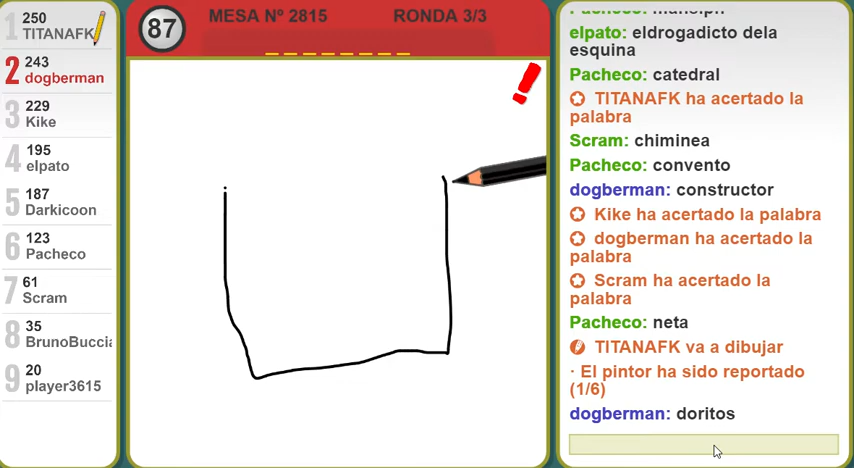 1 250
TITANAFK
2 243
dogberman
3 229
Kike
4 195
elpato
5 187
Darkicoon
6 123
Pacheco
7 61
Scram
8 35
BrunoBuccia
9 20
player3615
87
MESA Nº 2815
RONDA 3/3
elpato: eldrogadicto dela
esquina
Pacheco: catedral
TITANAFK ha acertado la
palabra
Scram: chiminea
Pacheco: convento
dogberman: constructor
Kike ha acertado la palabra
dogberman ha acertado la
palabra
Scram ha acertado la
palabra
Pacheco: neta
TITANAFK va a dibujar
· El pintor ha sido reportado
(1/6)
dogberman: doritos